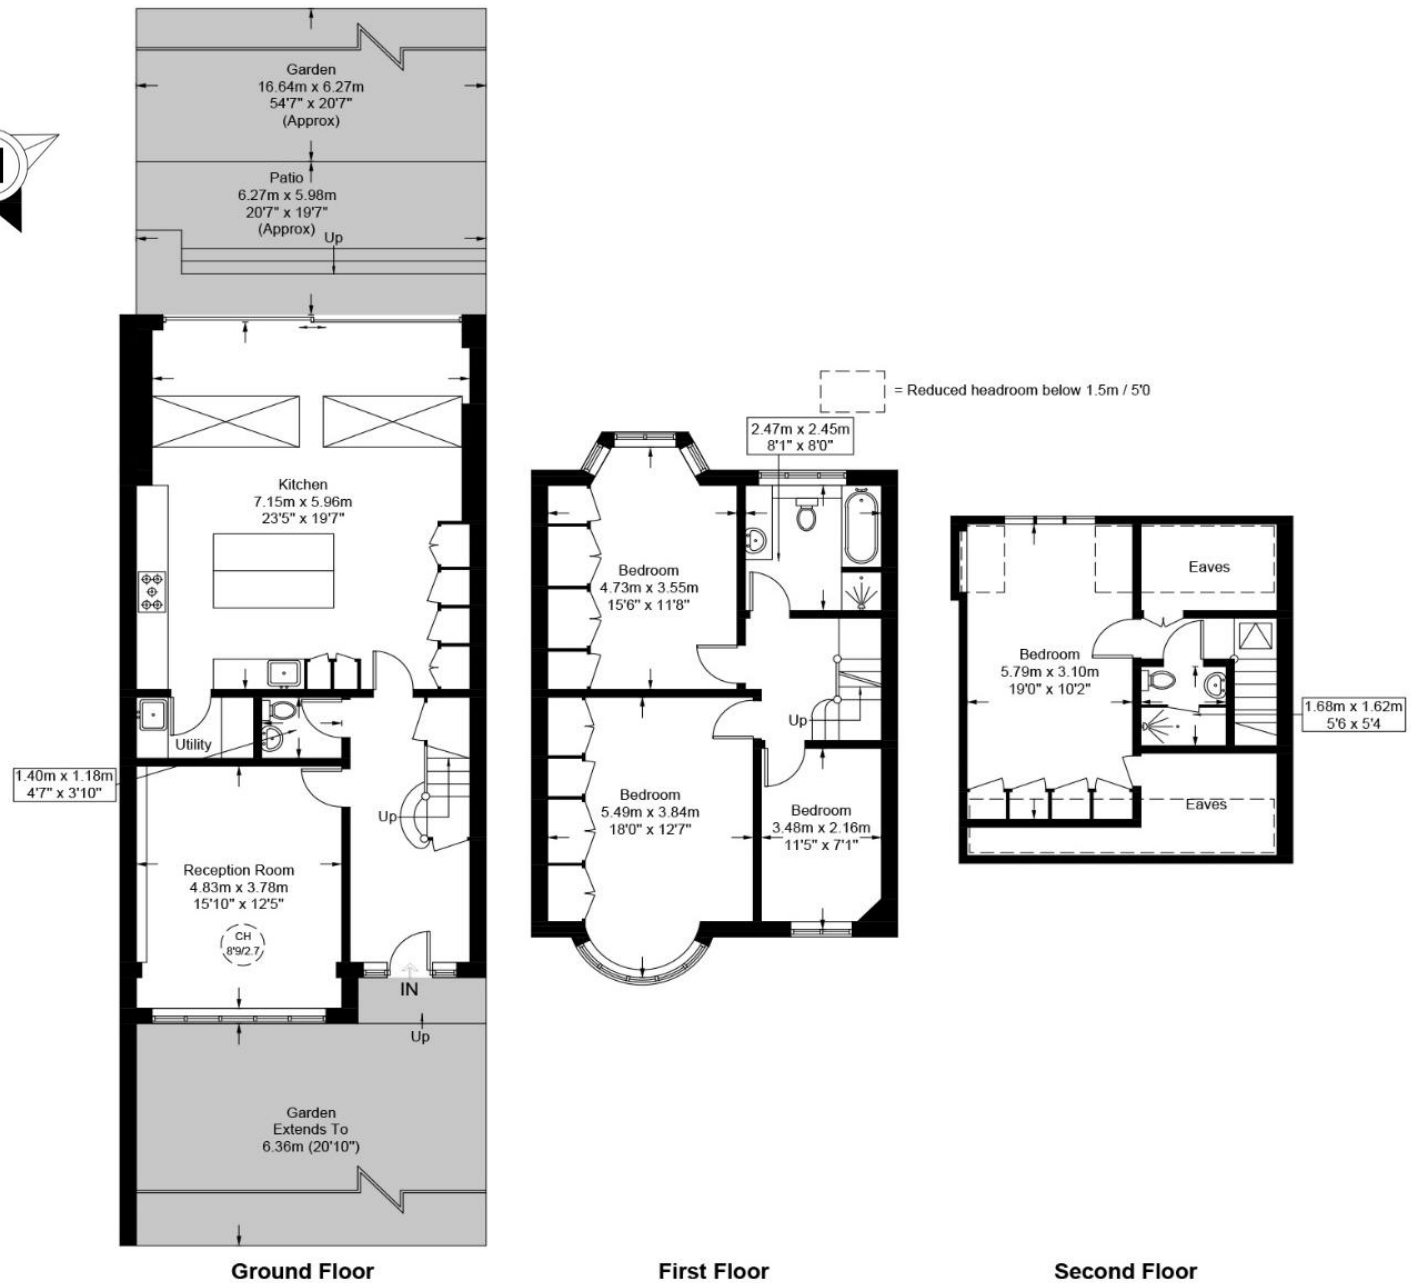 Garden
16.64m x 6.27m
54'7" x 20'7"
(Approx)
Patio
6.27m x 5.98m
20'7" x 19'7"
(Approx)
Up
Kitchen
7.15m x 5.96m
23'5" x 19'7"
Utility
1.40m x 1.18m
4'7" x 3'10"
Up
Reception Room
4.83m x 3.78m
15'10" x 12'5"
CH
8'9/2.7
IN
Up
Garden
Extends To
6.36m (20'10")
Ground Floor
= Reduced headroom below 1.5m / 5'0
2.47m x 2.45m
8'1" x 8'0"
Bedroom
4.73m x 3.55m
15'6" x 11'8"
Up
Bedroom
5.49m x 3.84m
18'0" x 12'7"
Bedroom
3.48m x 2.16m
11'5" x 7'1"
First Floor
Eaves
Bedroom
5.79m x 3.10m
19'0" x 10'2"
1.68m x 1.62m
5'6 x 5'4
Eaves
Second Floor